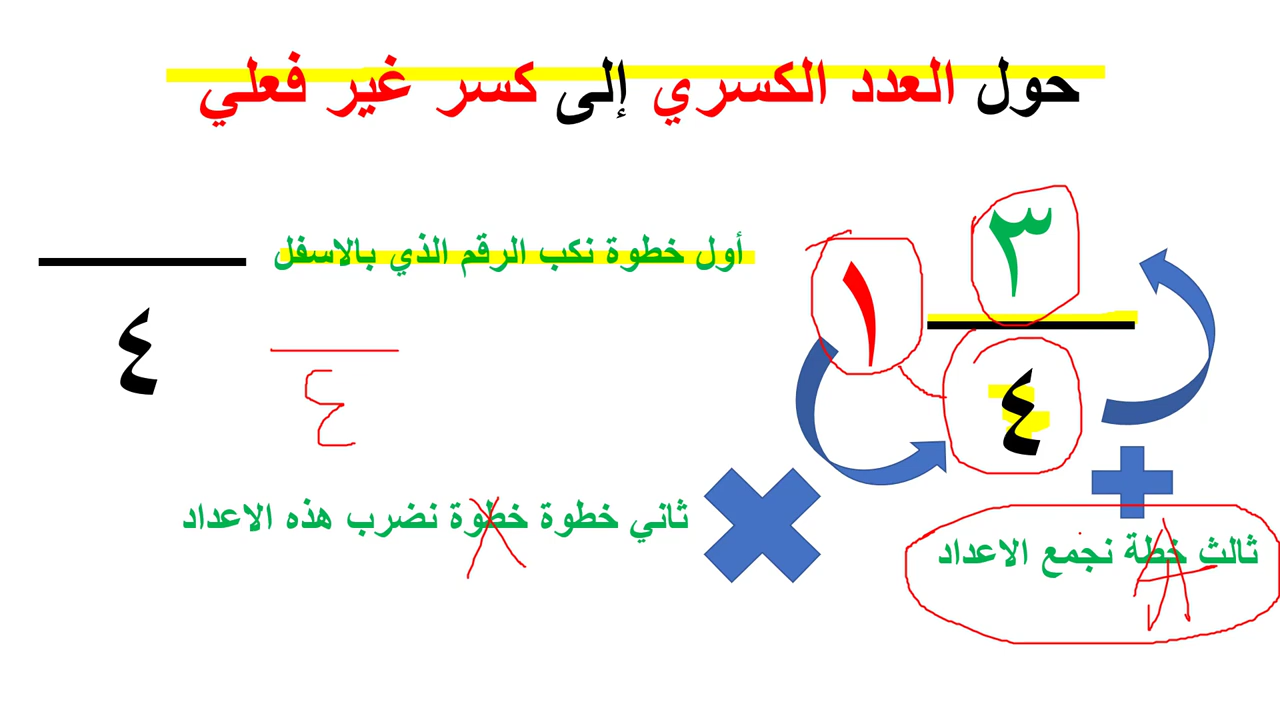 حول العدد الكسري إلى كسر غير فعلي
٣
١
٤
أول خطوة نكب الرقم الذي بالاسفل
٤
٤
ثاني خطوة خطوة نضرب هذه الاعداد
ثالث خطة نجمع الاعداد